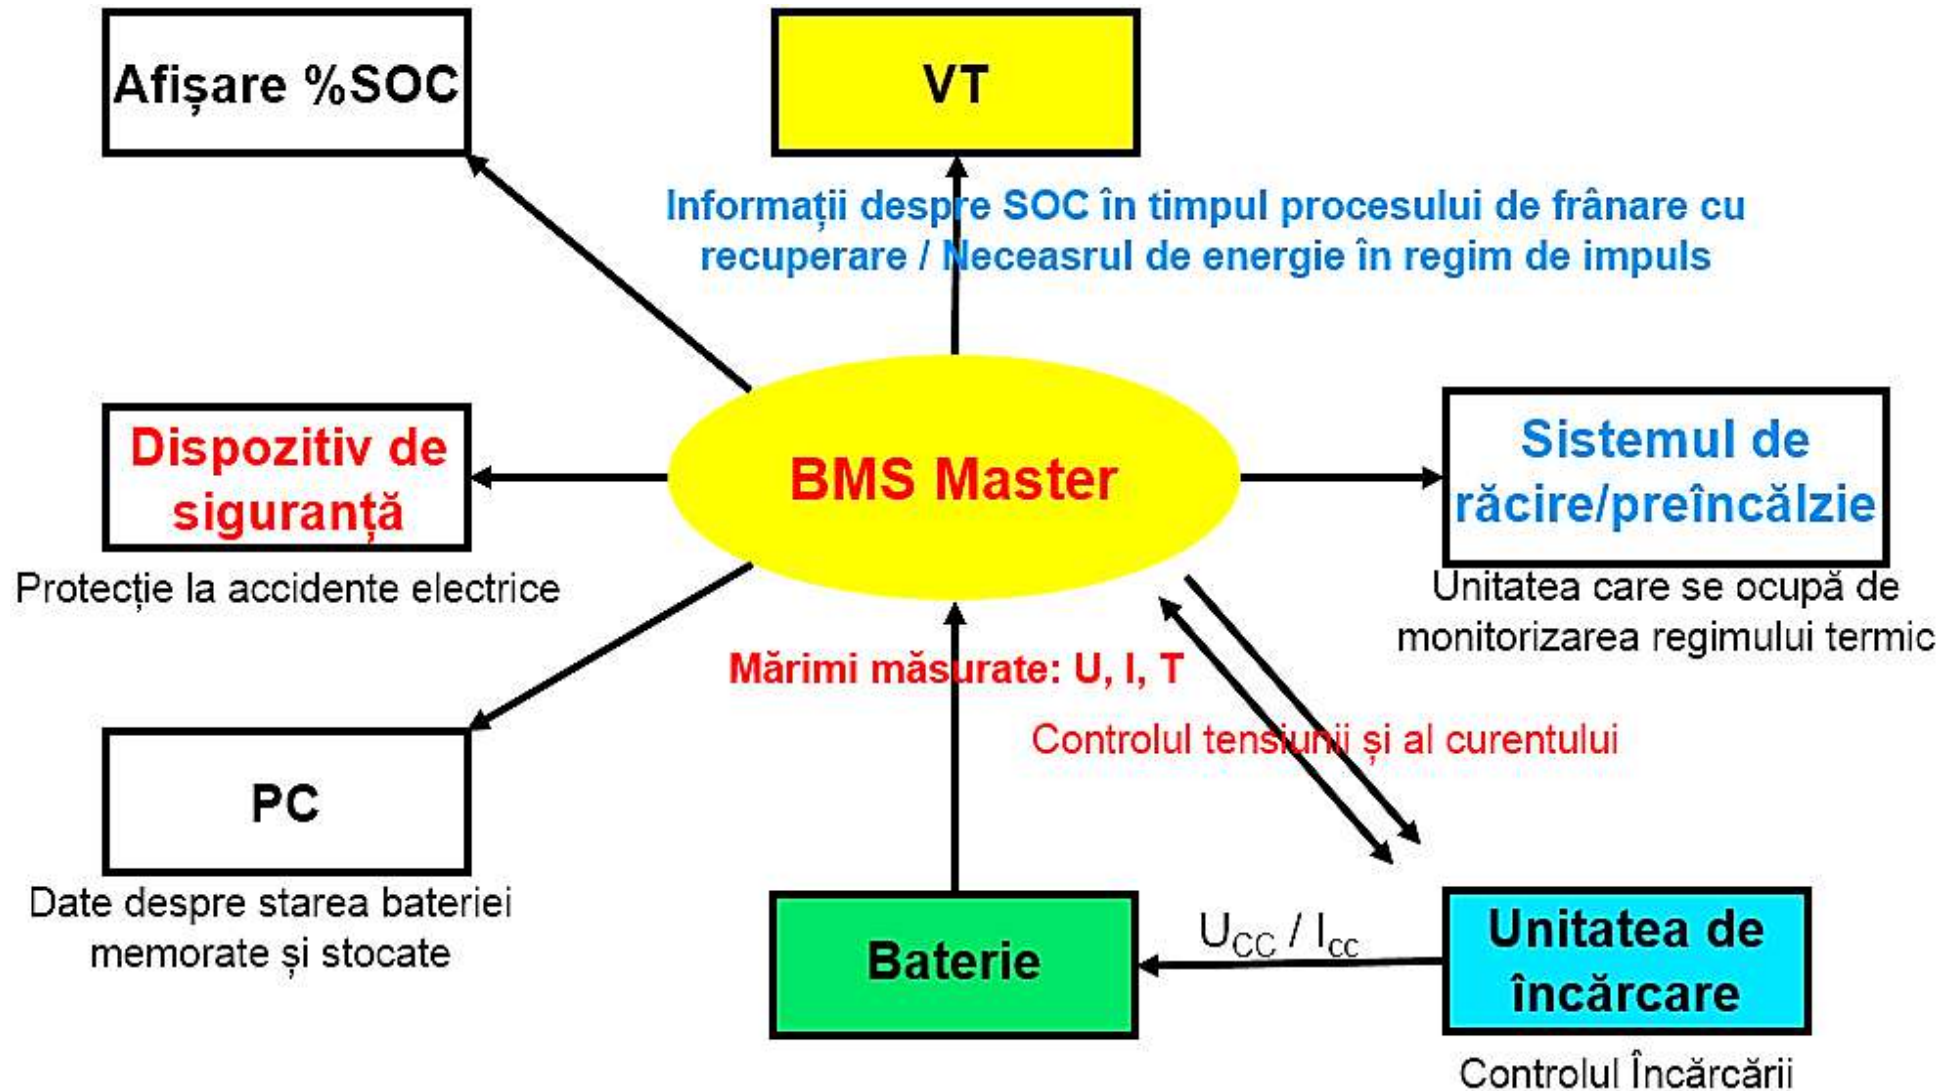 Afișare %SOC
VT
Informații despre SOC în timpul procesului de frânare cu
recuperare / Neceasrul de energie în regim de impuls
Dispozitiv de
siguranță
Protecție la accidente electrice
BMS Master
Sistemul de
răcire/preîncălzie
Unitatea care se ocupă de
monitorizarea regimului termic
Mărimi măsurate: U, I, T
Controlul tensiunii și al curentului
PC
Date despre starea bateriei
memorate și stocate
Baterie
U_CC / I_cc
Unitatea de
încărcare
Controlul Încărcării